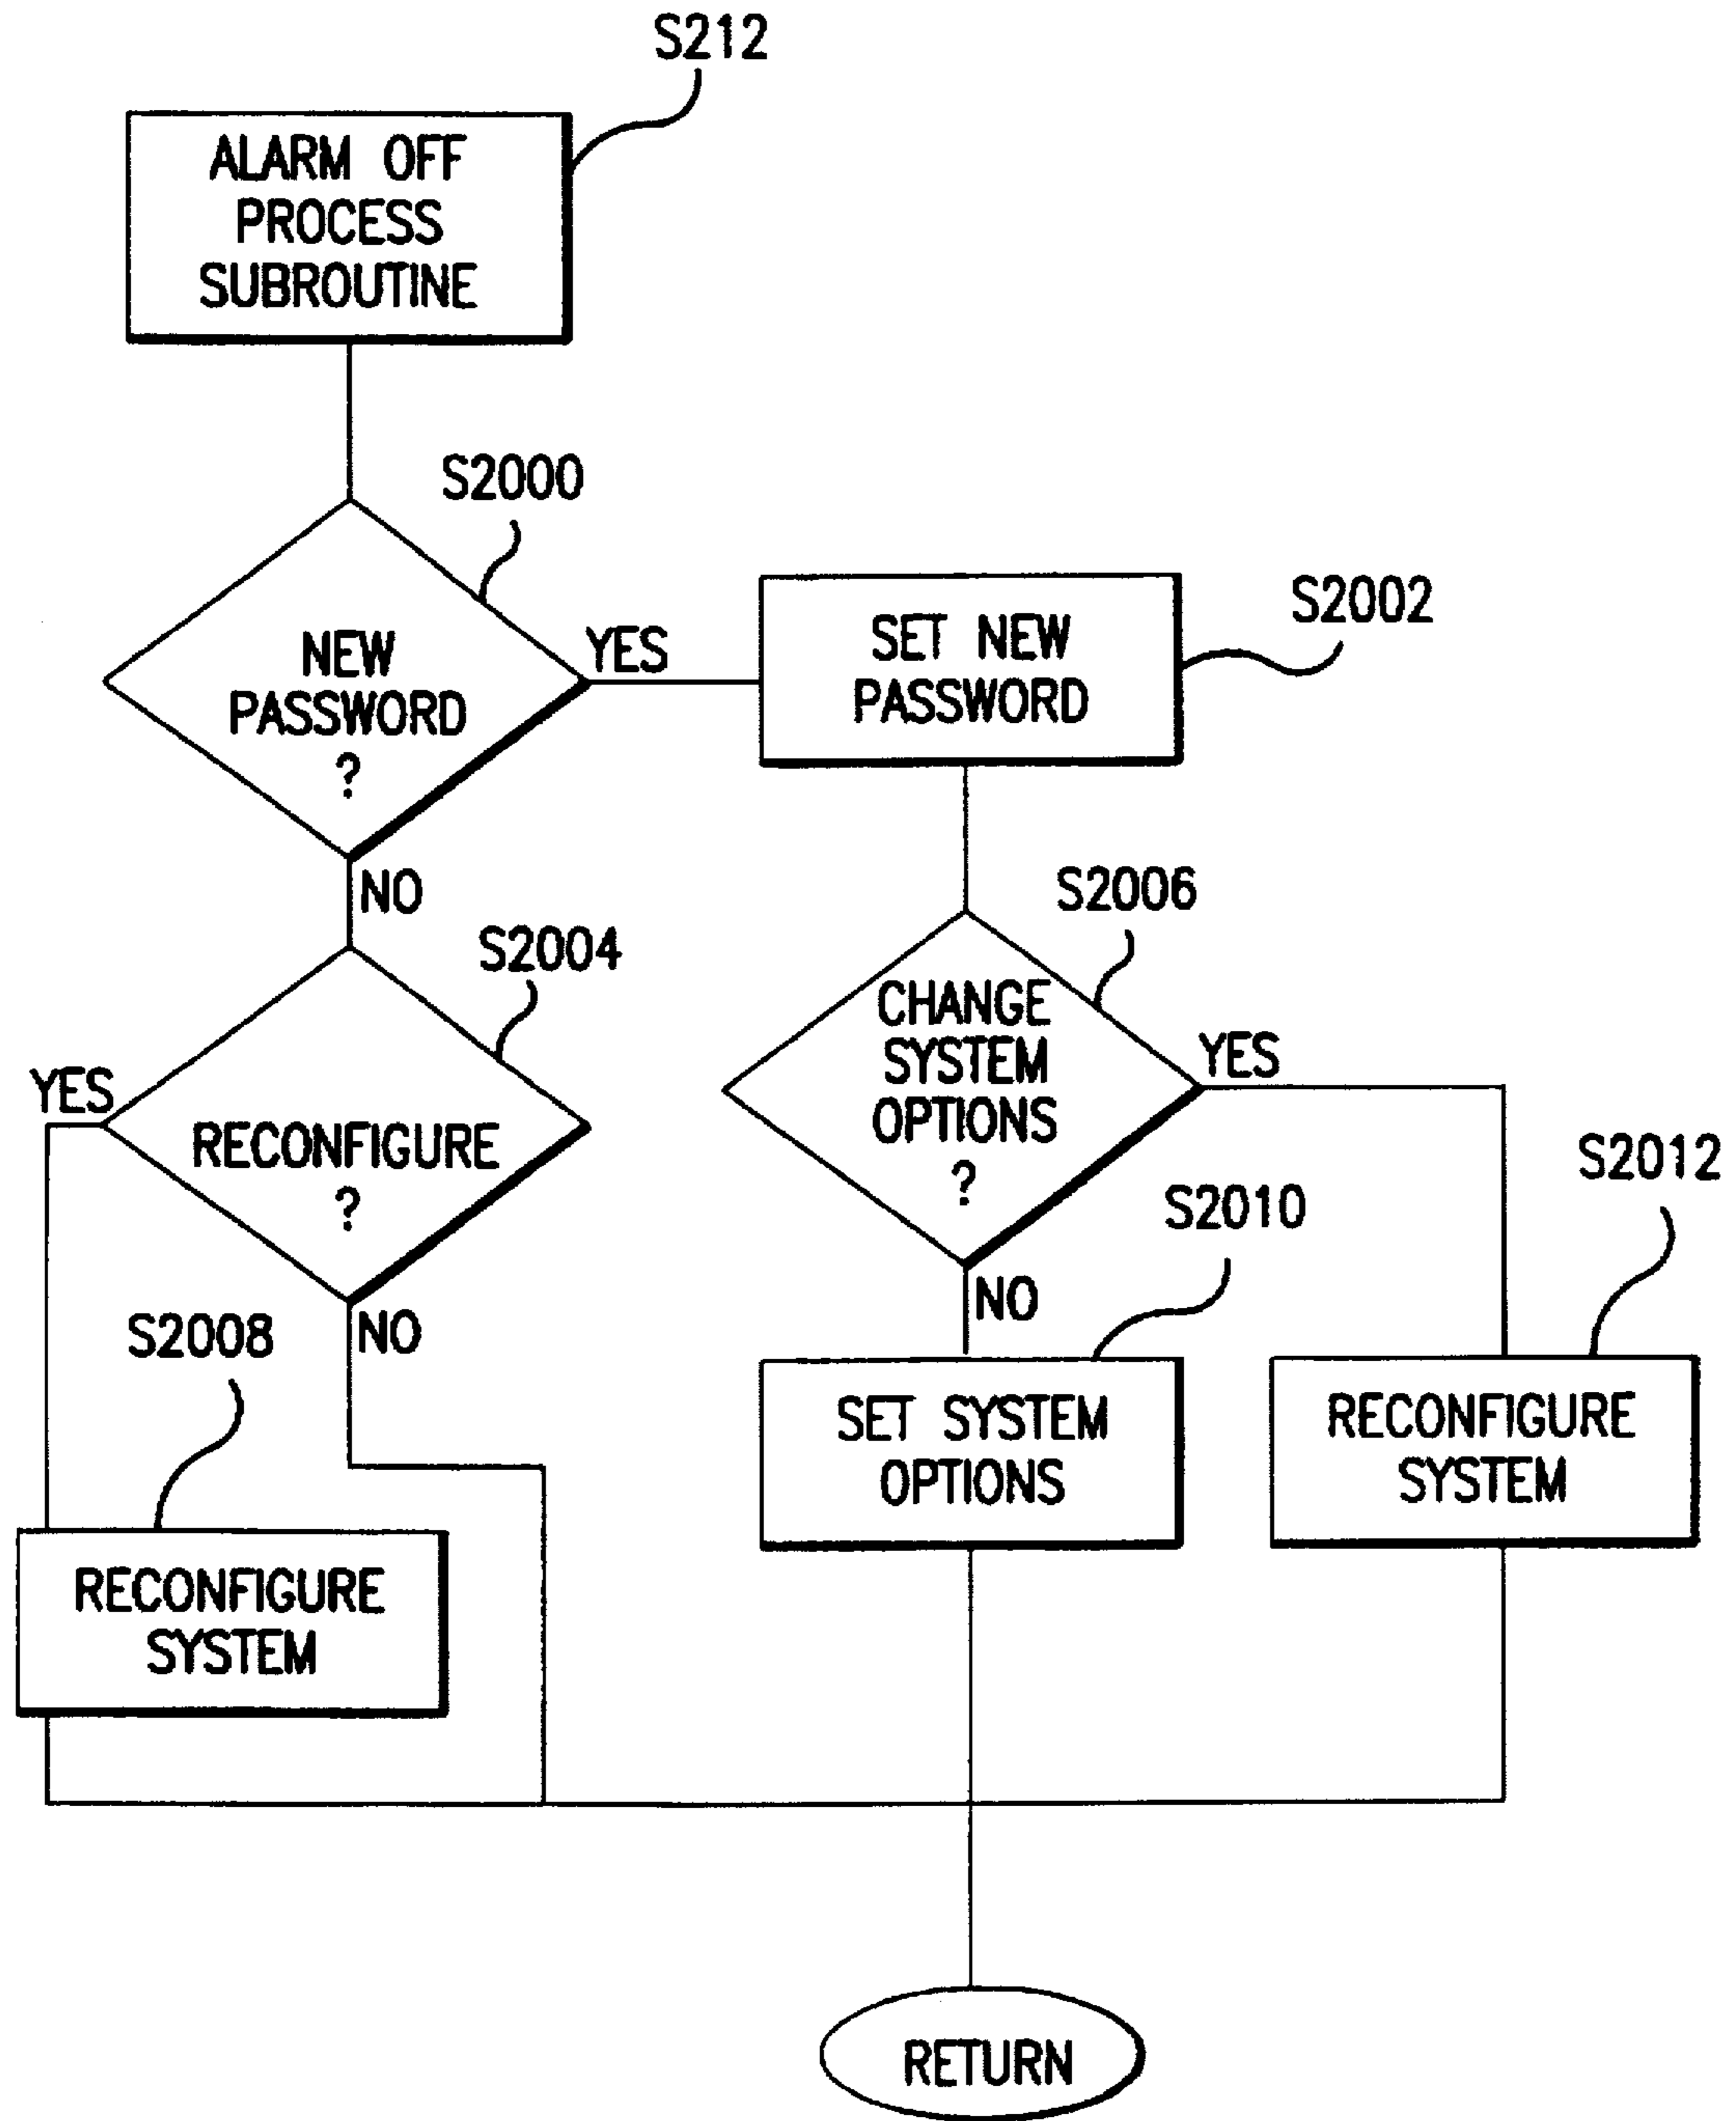 S212
ALARM OFF
PROCESS
SUBROUTINE
S2000
NEW
PASSWORD
?
YES
SET NEW
PASSWORD
S2002
NO
S2004
S2006
CHANGE
SYSTEM
OPTIONS
?
YES
YES
RECONFIGURE
?
S2012
S2010
NO
NO
S2008
SET SYSTEM
OPTIONS
RECONFIGURE
SYSTEM
RECONFIGURE
SYSTEM
RETURN